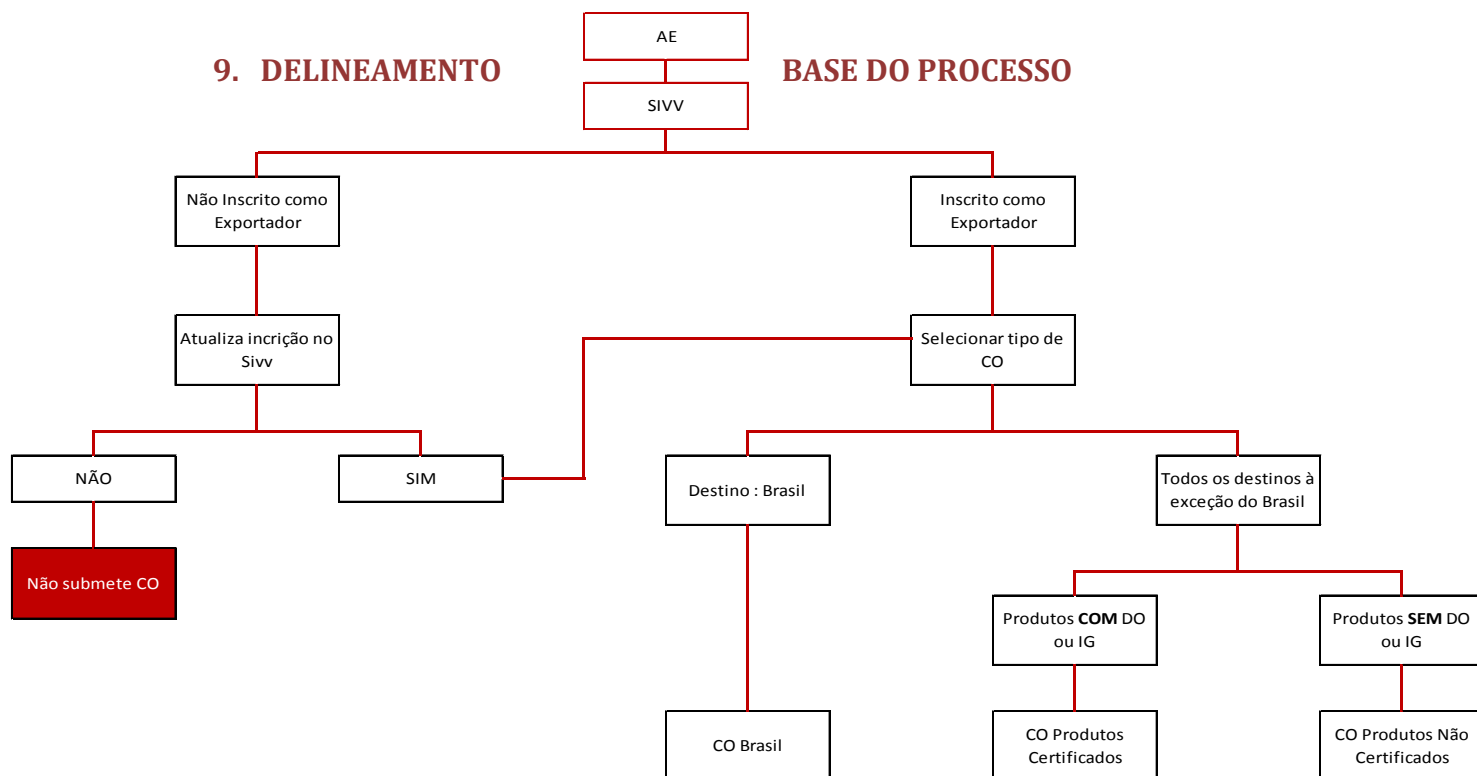 AE
9. DELINEAMENTO BASE DO PROCESSO
SIVV
Não Inscrito como
Exportador
Inscrito como
Exportador
Atualiza incrição no
Sivv
Selecionar tipo de
CO
NÃO
SIM
Destino : Brasil
Todos os destinos à
exceção do Brasil
Não submete CO
Produtos COM DO
ou IG
Produtos SEM DO
ou IG
CO Brasil
CO Produtos
Certificados
CO Produtos Não
Certificados